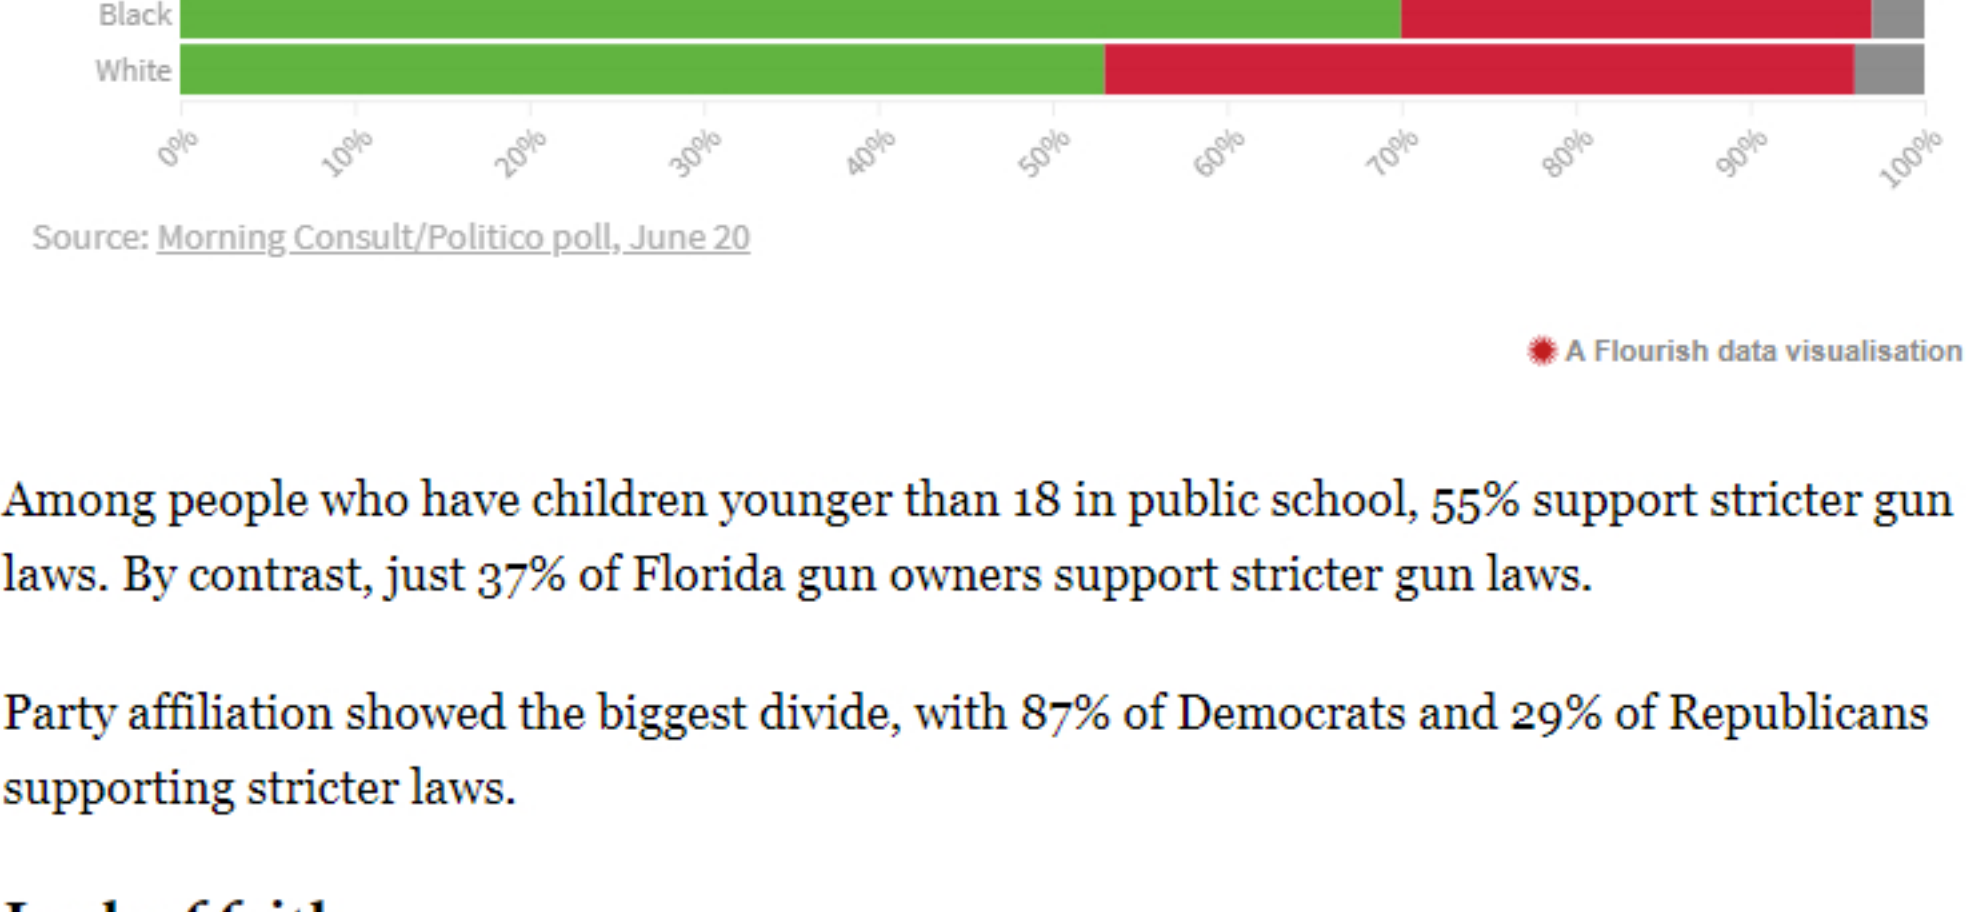 Black
White
0% 10% 20% 30% 40% 50% 60% 70% 80% 90% 100%
Source: Morning Consult/Politico poll, June 20
A Flourish data visualisation
Among people who have children younger than 18 in public school, 55% support stricter gun
laws. By contrast, just 37% of Florida gun owners support stricter gun laws.
Party affiliation showed the biggest divide, with 87% of Democrats and 29% of Republicans
supporting stricter laws.